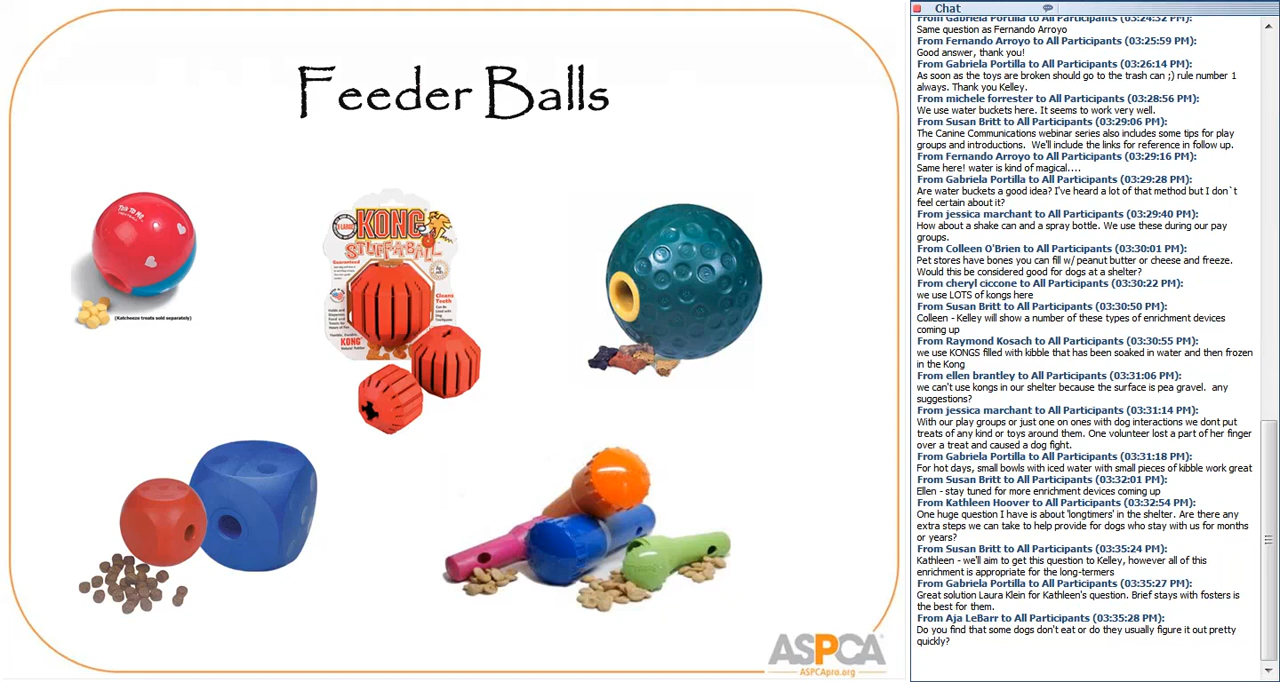 Feeder Balls
Talk To Me
(Katcheeze treats sold separately)
KONG
STUFF-A-BALL
Guaranteed
Cleans
Teeth
KONG
ASPCA
ASPCApro.org
Chat
From Gabriela Portilla to All Participants (03:24:32 PM):
Same question as Fernando Arroyo
From Fernando Arroyo to All Participants (03:25:59 PM):
Good answer, thank you!
From Gabriela Portilla to All Participants (03:26:14 PM):
As soon as the toys are broken should go to the trash can ;) rule number 1
always. Thank you Kelley.
From michele forrester to All Participants (03:28:56 PM):
We use water buckets here. It seems to work very well.
From Susan Britt to All Participants (03:29:06 PM):
The Canine Communications webinar series also includes some tips for play
groups and introductions.  We'll include the links for reference in follow up.
From Fernando Arroyo to All Participants (03:29:16 PM):
Same here! water is kind of magical....
From Gabriela Portilla to All Participants (03:29:28 PM):
Are water buckets a good idea? I've heard a lot of that method but I don`t
feel certain about it?
From jessica marchant to All Participants (03:29:40 PM):
How about a shake can and a spray bottle. We use these during our pay
groups.
From Colleen O'Brien to All Participants (03:30:01 PM):
Pet stores have bones you can fill w/ peanut butter or cheese and freeze.
Would this be considered good for dogs at a shelter?
From cheryl ciccone to All Participants (03:30:22 PM):
we use LOTS of kongs here
From Susan Britt to All Participants (03:30:50 PM):
Colleen - Kelley will show a number of these types of enrichment devices
coming up
From Raymond Kosach to All Participants (03:30:55 PM):
we use KONGS filled with kibble that has been soaked in water and then frozen
in the Kong
From ellen brantley to All Participants (03:31:06 PM):
we can't use kongs in our shelter because the surface is pea gravel.  any
suggestions?
From jessica marchant to All Participants (03:31:14 PM):
With our play groups or just one on ones with dog interactions we dont put
treats of any kind or toys around them. One volunteer lost a part of her finger
over a treat and caused a dog fight.
From Gabriela Portilla to All Participants (03:31:18 PM):
For hot days, small bowls with iced water with small pieces of kibble work great
From Susan Britt to All Participants (03:32:01 PM):
Ellen - stay tuned for more enrichment devices coming up
From Kathleen Hoover to All Participants (03:32:54 PM):
One huge question I have is about 'longtimers' in the shelter. Are there any
extra steps we can take to help provide for dogs who stay with us for months
or years?
From Susan Britt to All Participants (03:35:24 PM):
Kathleen - we'll aim to get this question to Kelley, however all of this
enrichment is appropriate for the long-termers
From Gabriela Portilla to All Participants (03:35:27 PM):
Great solution Laura Klein for Kathleen's question. Brief stays with fosters is
the best for them.
From Aja LeBarr to All Participants (03:35:28 PM):
Do you find that some dogs don't eat or do they usually figure it out pretty
quickly?